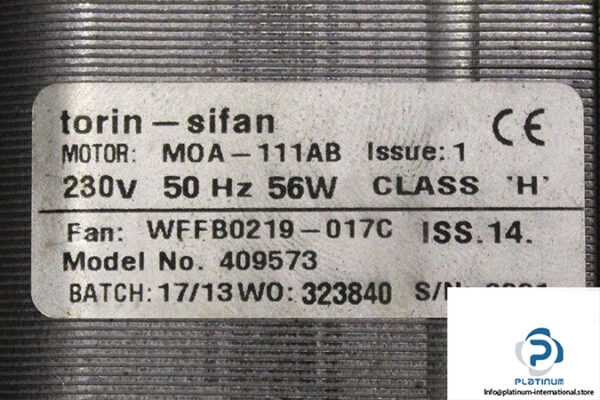 torin-sifan CE
MOTOR: MOA-111AB Issue: 1
230V 50 Hz 56W CLASS 'H'
Fan: WFFB0219-017C ISS.14.
Model No. 409573
BATCH: 17/13 WO: 323840 S/N:
PLATINUM
Info@platinum-international.store